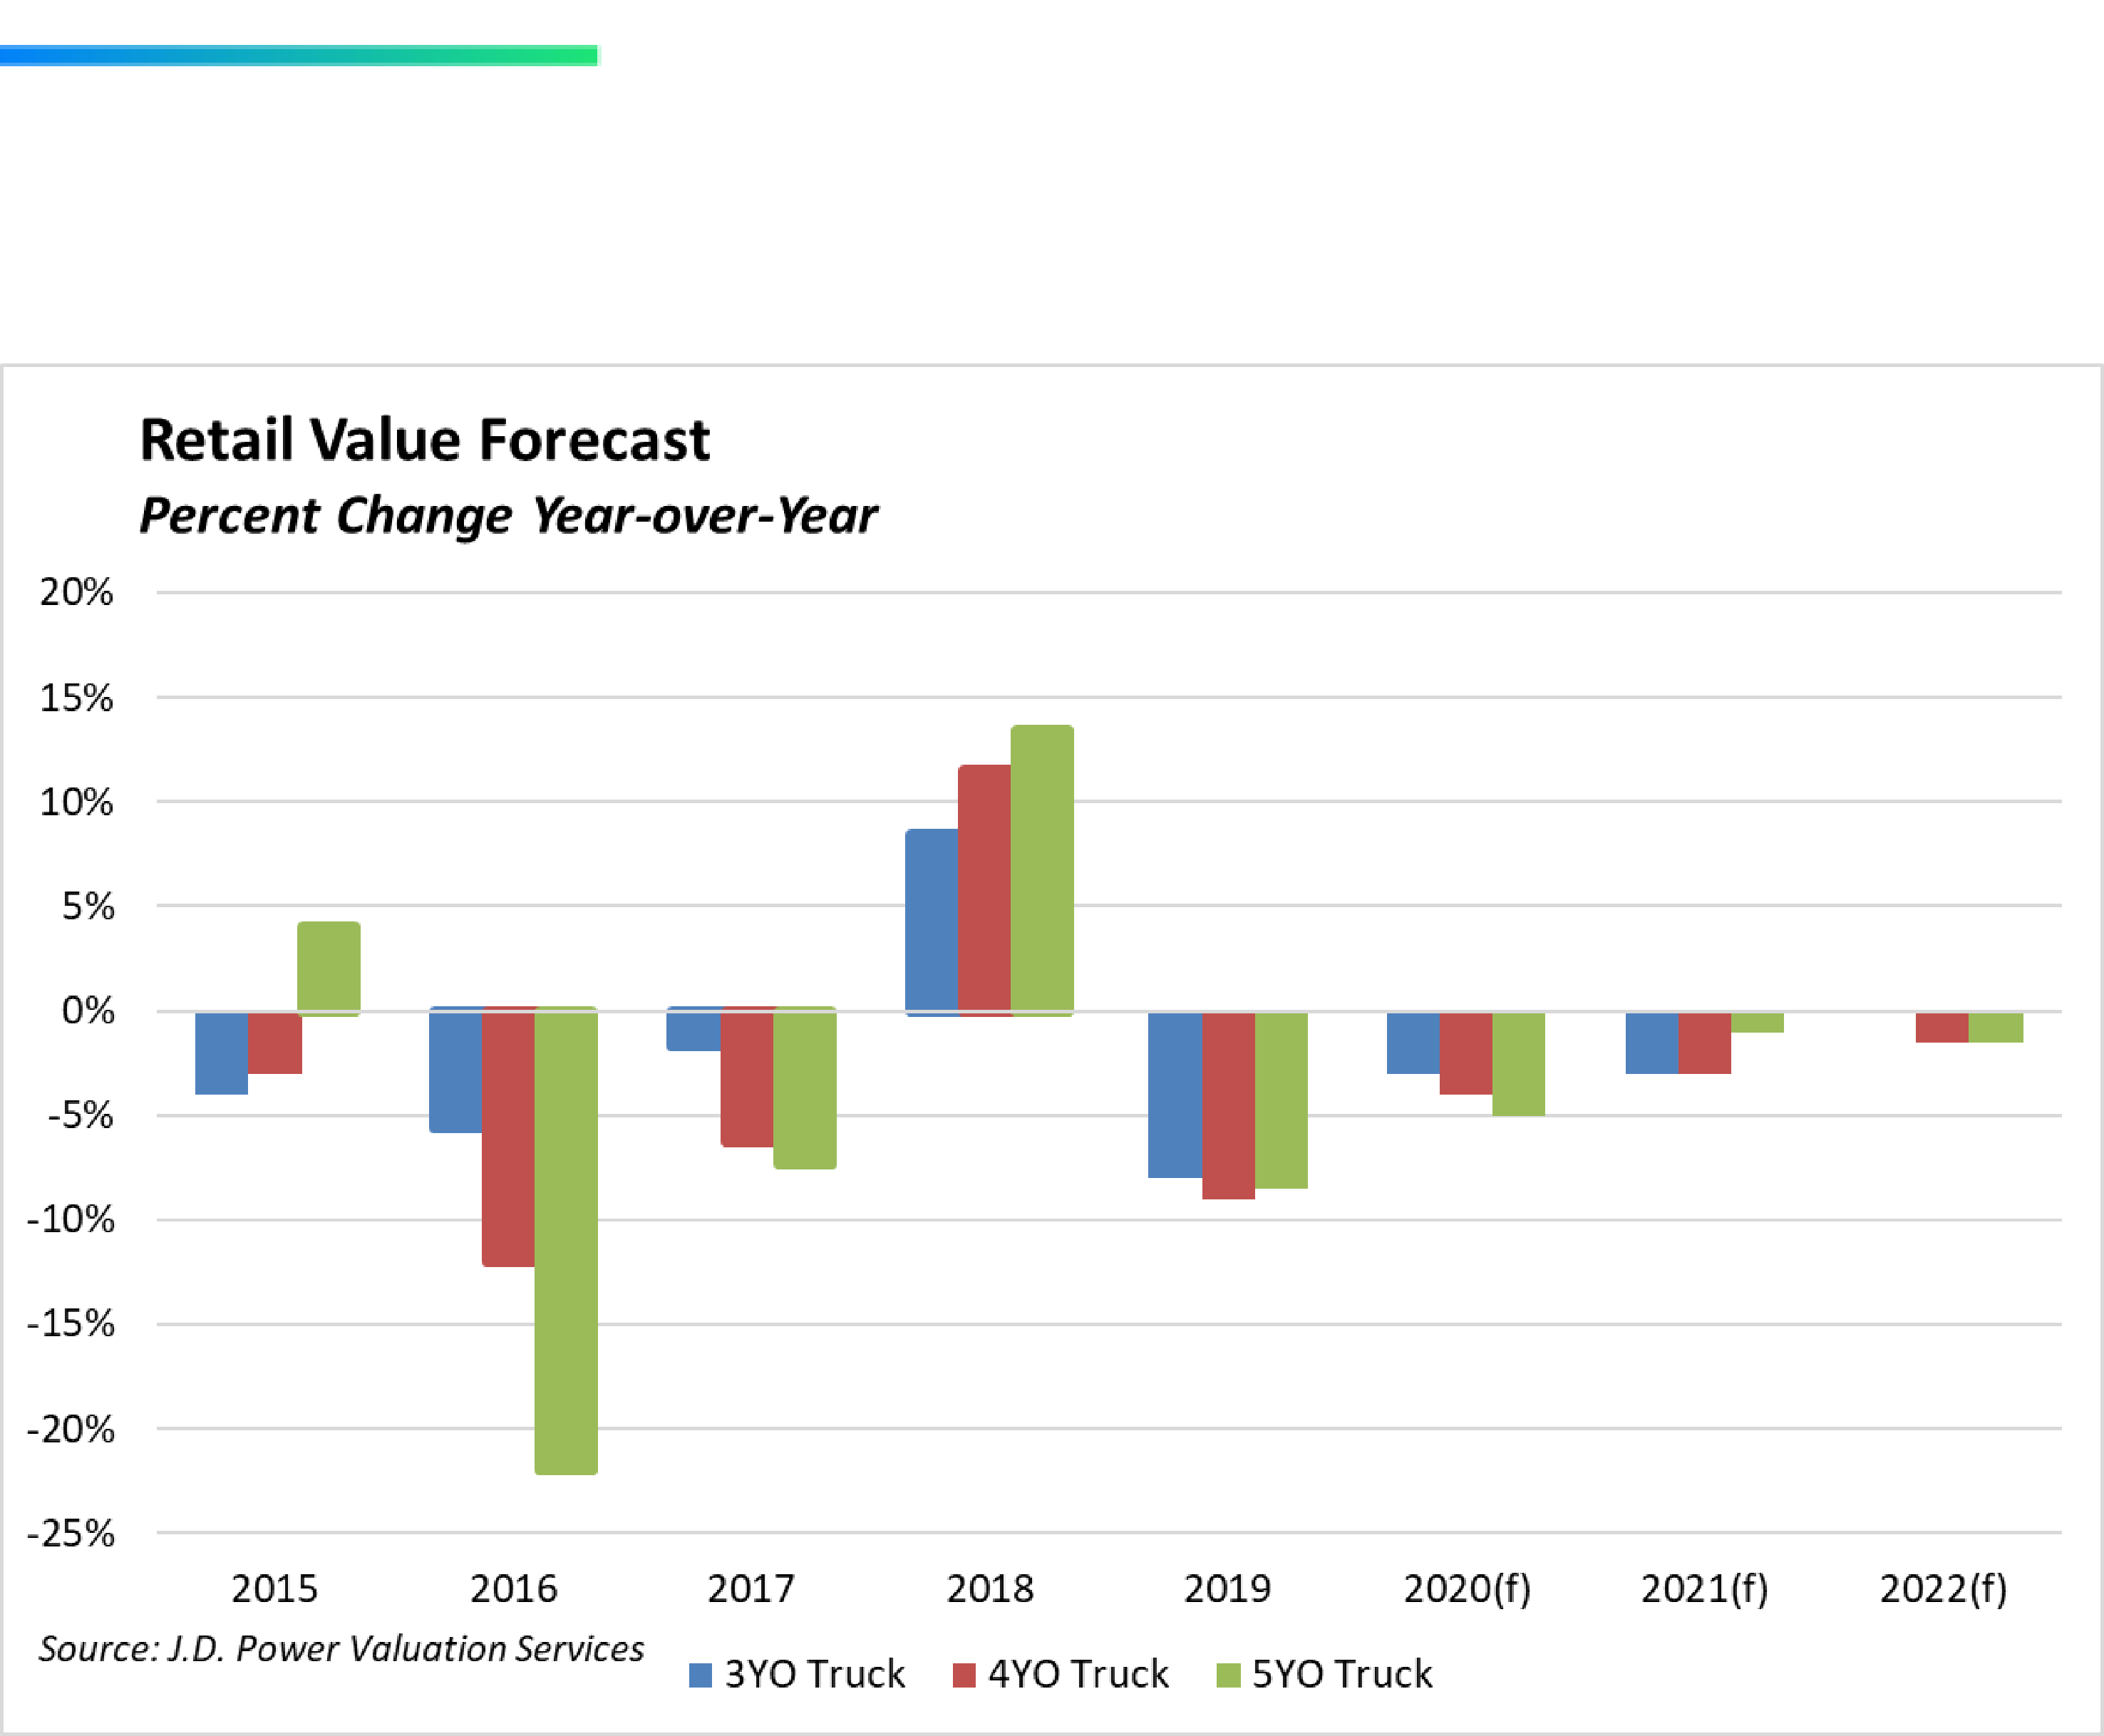 Retail Value Forecast
Percent Change Year-over-Year
20%
15%
10%
5%
0%
-5%
-10%
-15%
-20%
-25%
2015 2016 2017 2018 2019 2020(f) 2021(f) 2022(f)
Source: J.D. Power Valuation Services
3YO Truck 4YO Truck 5YO Truck